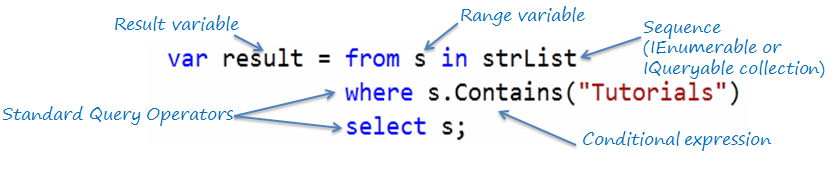 Result variable
Range variable
Sequence
(IEnumerable or
IQueryable collection)
var result = from s in strList
where s.Contains("Tutorials")
Standard Query Operators
select s;
Conditional expression